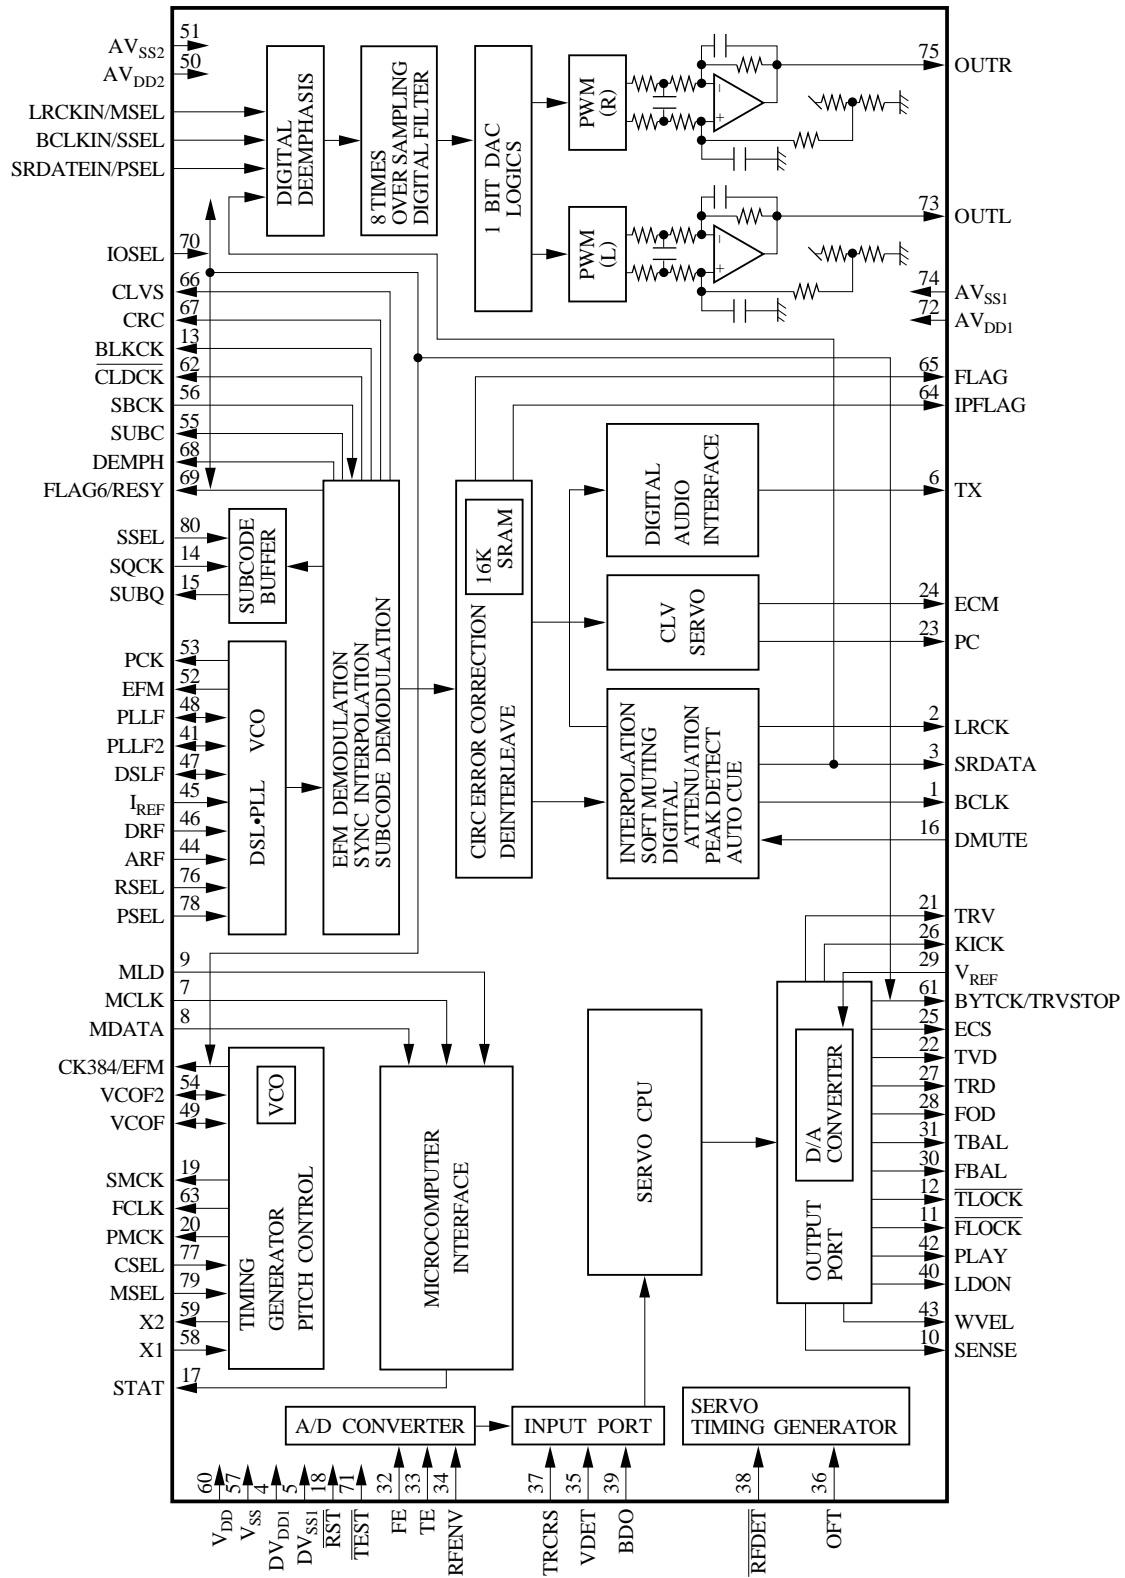 51
AVSS2
50
AVDD2
LRCKIN/MSEL
BCLKIN/SSEL
SRDATEIN/PSEL
70
IOSEL
66
CLVS
67
CRC
13
BLKCK
62
CLDCK
56
SBCK
55
SUBC
68
DEMPH
69
FLAG6/RESY
80
SSEL
14
SQCK
15
SUBQ
53
PCK
52
EFM
48
PLLF
41
PLLF2
47
DSLF
45
IREF
46
DRF
44
ARF
76
RSEL
78
PSEL
9
MLD
7
MCLK
8
MDATA
CK384/EFM
54
VCOF2
49
VCOF
19
SMCK
63
FCLK
20
PMCK
77
CSEL
79
MSEL
59
X2
58
X1
17
STAT
DIGITAL
DEEMPHASIS
8 TIMES
OVER SAMPLING
DIGITAL FILTER
1 BIT DAC
LOGICS
PWM
(R)
PWM
(L)
−
+
−
+
SUBCODE
BUFFER
DSL•PLL VCO
EFM DEMODULATION
SYNC INTERPOLATION
SUBCODE DEMODULATION
16K
SRAM
CIRC ERROR CORRECTION
DEINTERLEAVE
DIGITAL
AUDIO
INTERFACE
CLV
SERVO
INTERPOLATION
SOFT MUTING
DIGITAL
ATTENUATION
PEAK DETECT
AUTO CUE
VCO
TIMING
GENERATOR
PITCH CONTROL
MICROCOMPUTER
INTERFACE
SERVO CPU
D/A
CONVERTER
OUTPUT
PORT
A/D CONVERTER
INPUT PORT
SERVO
TIMING GENERATOR
75
OUTR
73
OUTL
74
AVSS1
72
AVDD1
65
FLAG
64
IPFLAG
6
TX
24
ECM
23
PC
2
LRCK
3
SRDATA
1
BCLK
16
DMUTE
21
TRV
26
KICK
29
VREF
61
BYTCK/TRVSTOP
25
ECS
22
TVD
27
TRD
28
FOD
31
TBAL
30
FBAL
12
TLOCK
11
FLOCK
42
PLAY
40
LDON
43
WVEL
10
SENSE
60
VDD
57
VSS
4
DVDD1
5
DVSS1
18
RST
71
TEST
32
FE
33
TE
34
RFENV
37
TRCRS
35
VDET
39
BDO
38
RFDET
36
OFT